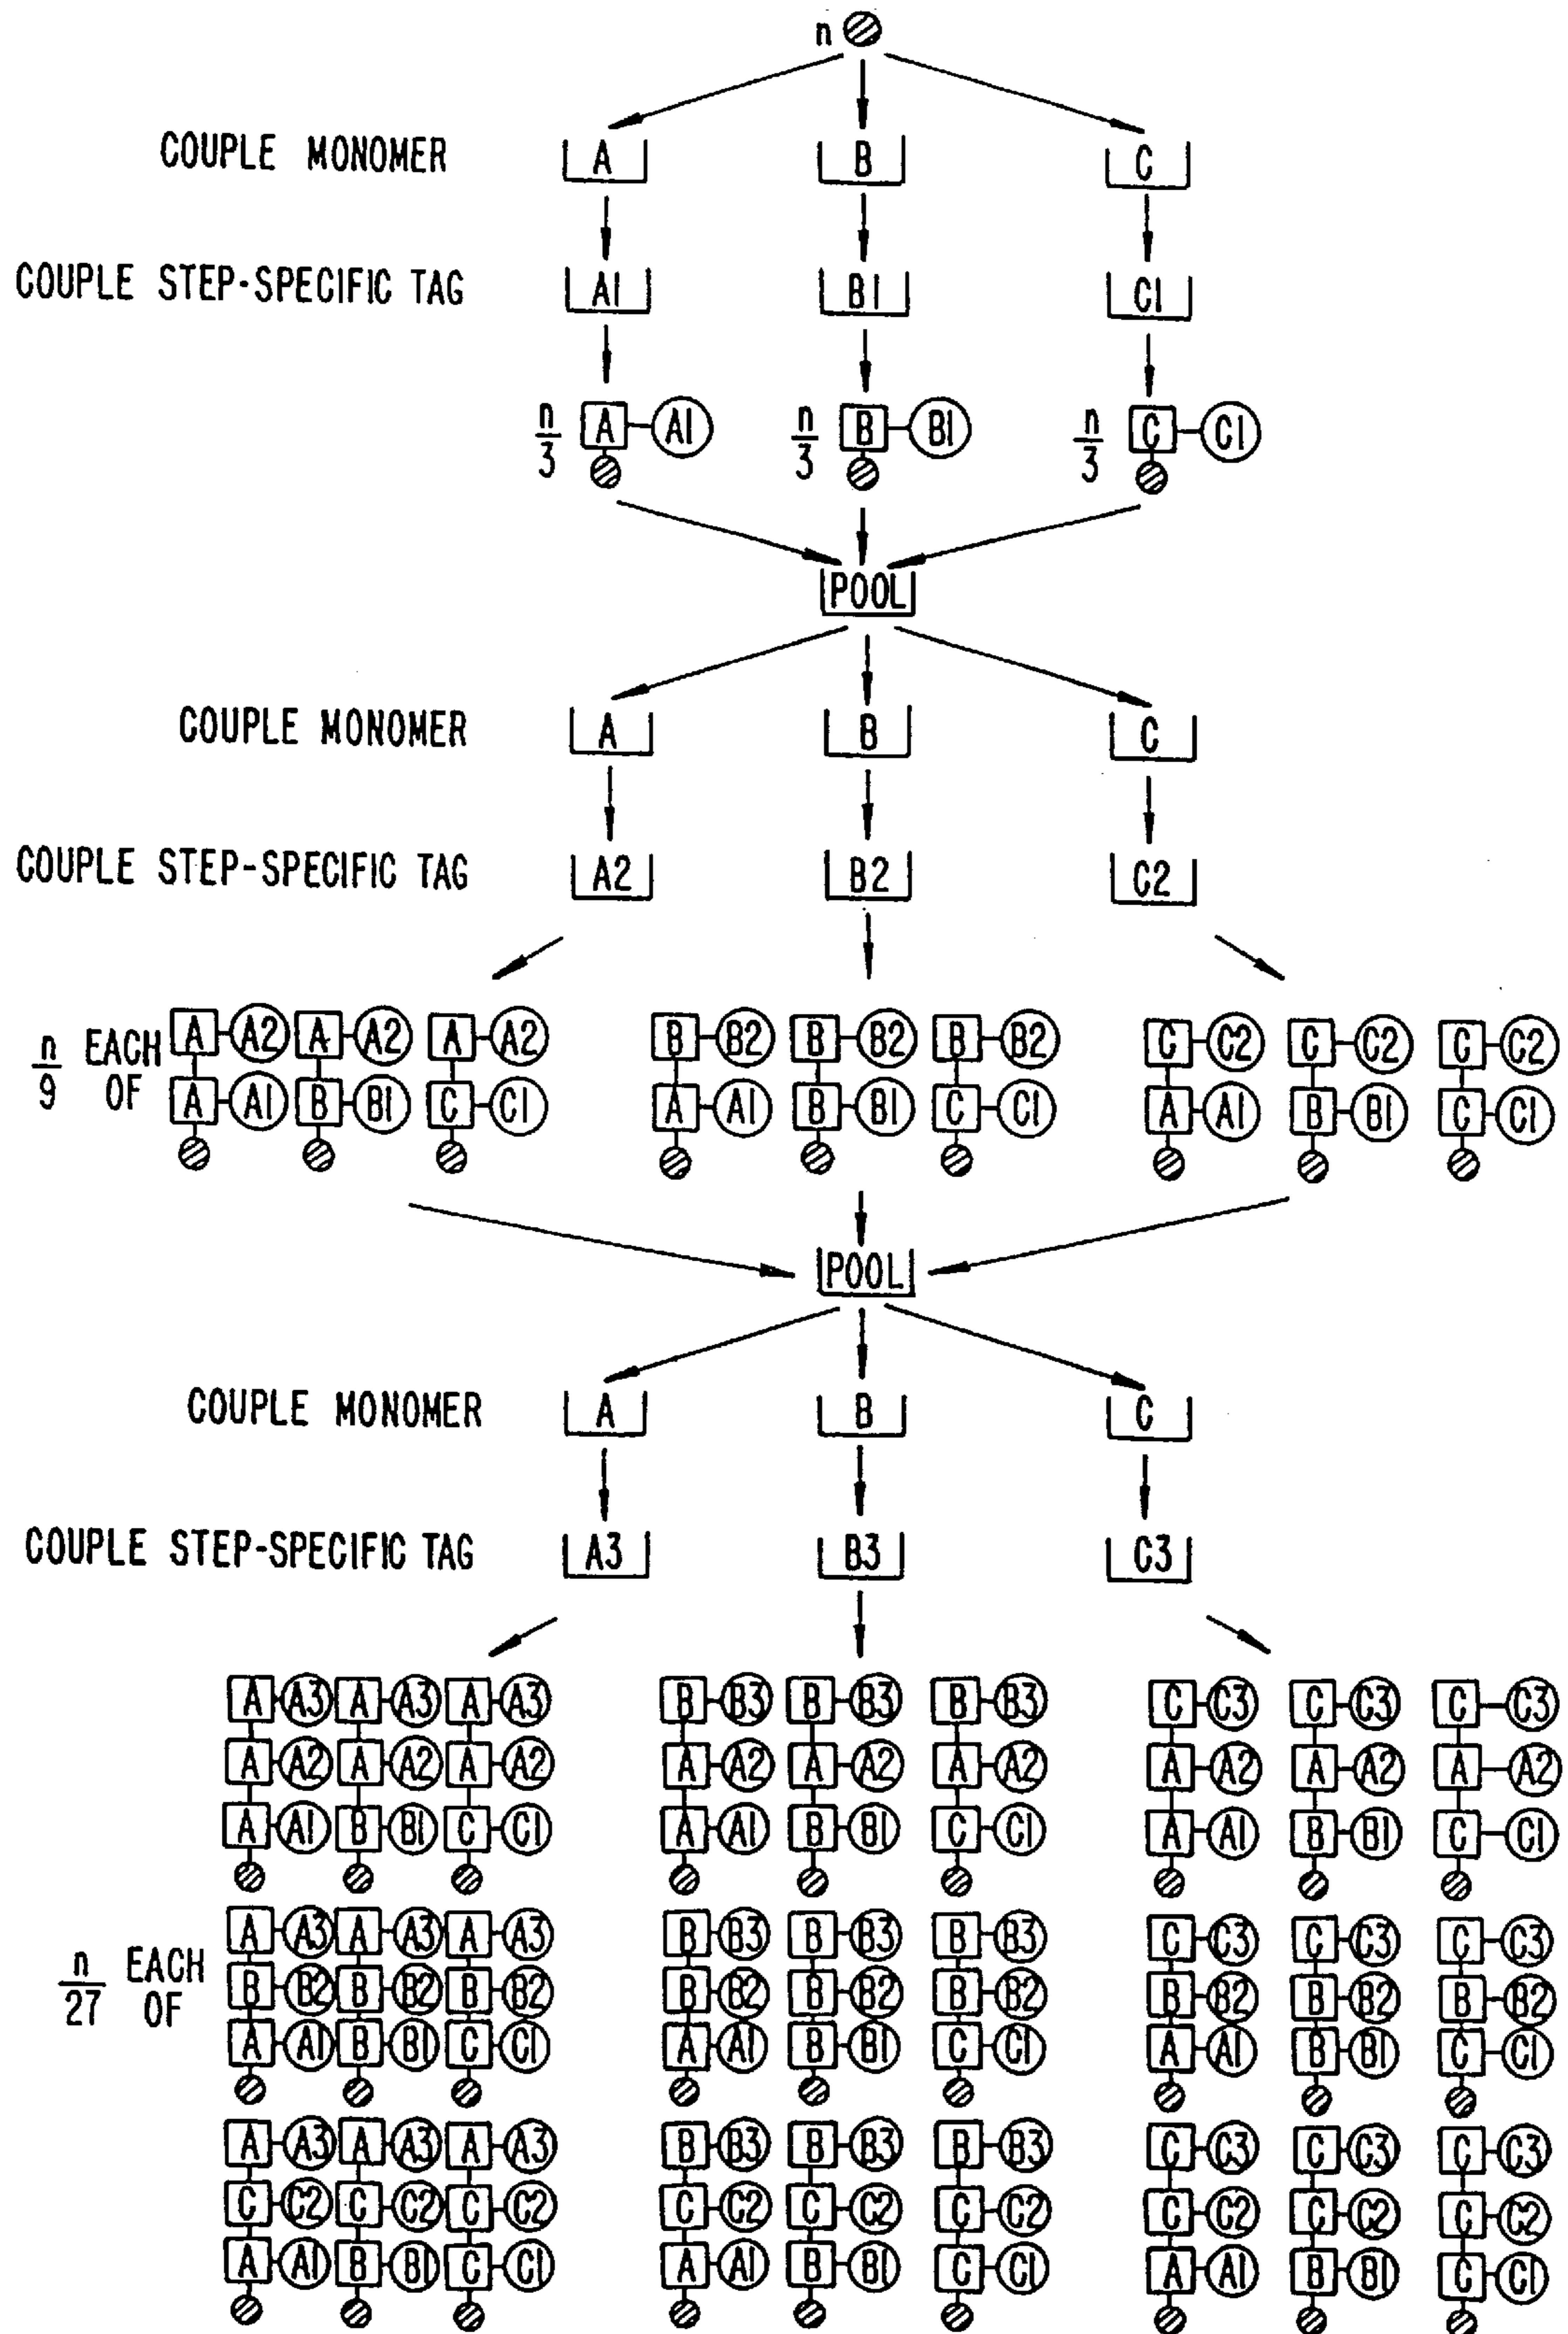 n
COUPLE MONOMER A B C
COUPLE STEP-SPECIFIC TAG A1 B1 C1
n/3 A A1 n/3 B B1 n/3 C C1
POOL
COUPLE MONOMER A B C
COUPLE STEP-SPECIFIC TAG A2 B2 C2
n/9 EACH OF
A A2 A A2 A A2 B B2 B B2 B B2 C C2 C C2 C C2
A A1 B B1 C C1 A A1 B B1 C C1 A A1 B B1 C C1
POOL
COUPLE MONOMER A B C
COUPLE STEP-SPECIFIC TAG A3 B3 C3
A A3 A A3 A A3 B B3 B B3 B B3 C C3 C C3 C C3
A A2 A A2 A A2 A A2 A A2 A A2 A A2 A A2 A A2
A A1 B B1 C C1 A A1 B B1 C C1 A A1 B B1 C C1
n/27 EACH OF
A A3 A A3 A A3 B B3 B B3 B B3 C C3 C C3 C C3
B B2 B B2 B B2 B B2 B B2 B B2 B B2 B B2 B B2
A A1 B B1 C C1 A A1 B B1 C C1 A A1 B B1 C C1
A A3 A A3 A A3 B B3 B B3 B B3 C C3 C C3 C C3
C C2 C C2 C C2 C C2 C C2 C C2 C C2 C C2 C C2
A A1 B B1 C C1 A A1 B B1 C C1 A A1 B B1 C C1